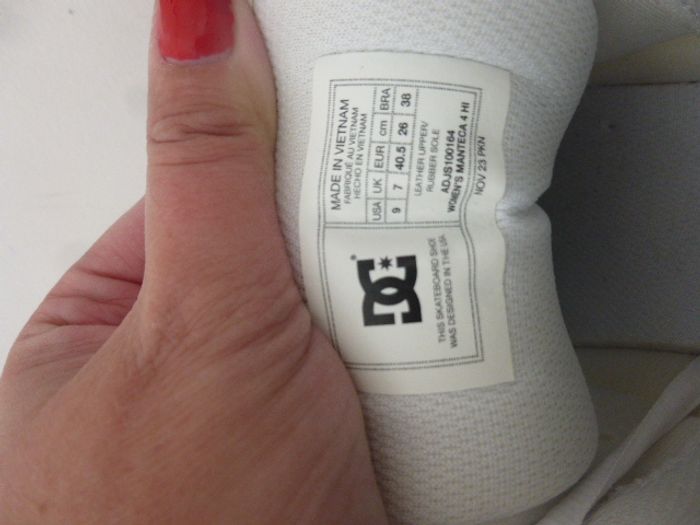 MADE IN VIETNAM
FABRIQUÉ AU VIETNAM
HECHO EN VIETNAM
USA UK EUR cm BRA
9 7 40.5 26 38
LEATHER UPPER/
RUBBER SOLE
ADJS100164
WOMEN'S MANTECA 4 HI
NOV 23 PKN
DC
THIS SKATEBOARD SHOE
WAS DESIGNED IN THE USA